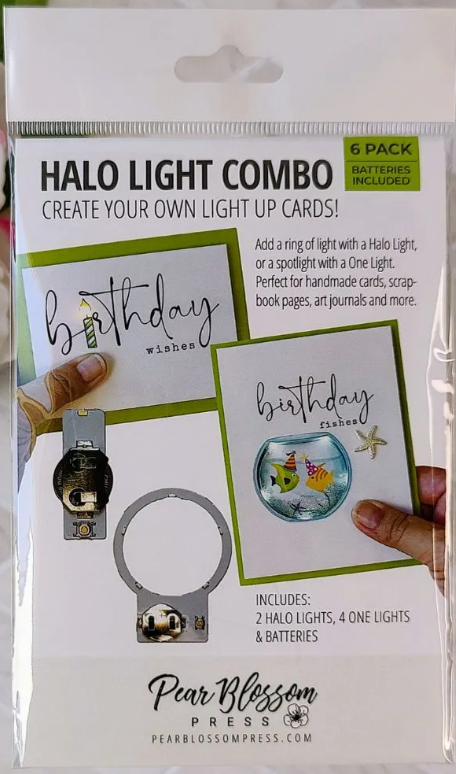 HALO LIGHT COMBO
6 PACK
BATTERIES
INCLUDED
CREATE YOUR OWN LIGHT UP CARDS!
Add a ring of light with a Halo Light,
or a spotlight with a One Light.
Perfect for handmade cards, scrap-
book pages, art journals and more.
birthday
wishes
birthday
fishes
INCLUDES:
2 HALO LIGHTS, 4 ONE LIGHTS
& BATTERIES
Pear Blossom
PRESS
PEARBLOSSOMPRESS.COM